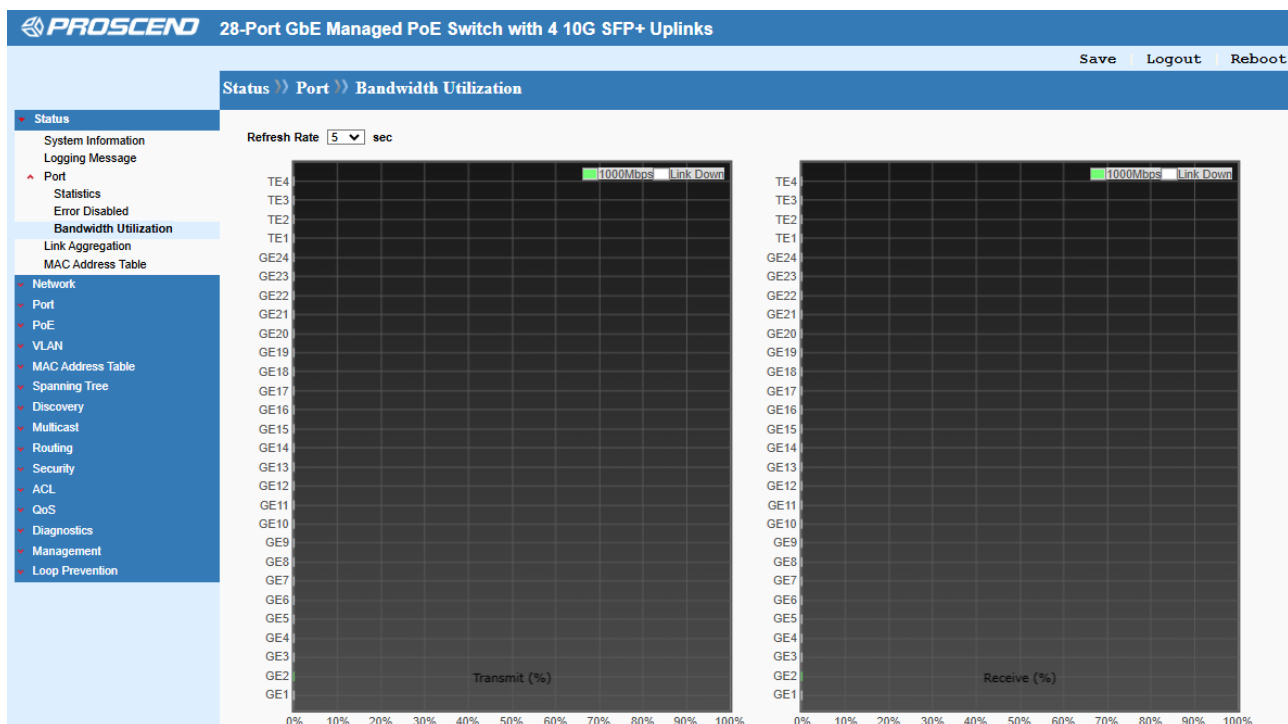 PROSCEND 28-Port GbE Managed PoE Switch with 4 10G SFP+ Uplinks
Save Logout Reboot
Status Port Bandwidth Utilization
Status
System Information
Logging Message
Port
Statistics
Error Disabled
Bandwidth Utilization
Link Aggregation
MAC Address Table
Network
Port
PoE
VLAN
MAC Address Table
Spanning Tree
Discovery
Multicast
Routing
Security
ACL
QoS
Diagnostics
Management
Loop Prevention
Refresh Rate 5 sec
1000Mbps Link Down
TE4
TE3
TE2
TE1
GE24
GE23
GE22
GE21
GE20
GE19
GE18
GE17
GE16
GE15
GE14
GE13
GE12
GE11
GE10
GE9
GE8
GE7
GE6
GE5
GE4
GE3
GE2
GE1
Transmit (%)
0% 10% 20% 30% 40% 50% 60% 70% 80% 90% 100%
1000Mbps Link Down
TE4
TE3
TE2
TE1
GE24
GE23
GE22
GE21
GE20
GE19
GE18
GE17
GE16
GE15
GE14
GE13
GE12
GE11
GE10
GE9
GE8
GE7
GE6
GE5
GE4
GE3
GE2
GE1
Receive (%)
0% 10% 20% 30% 40% 50% 60% 70% 80% 90% 100%